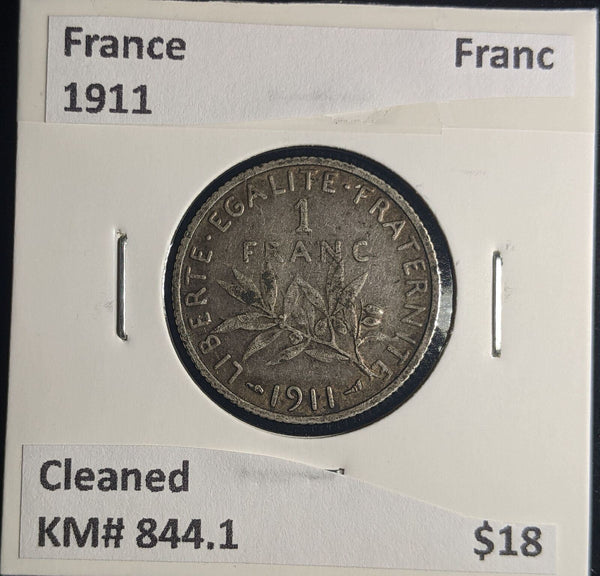 France Franc
1911
LIBERTE·EGALITE·FRATERNITE
1
FRANC
1911
Cleaned
KM# 844.1 $18